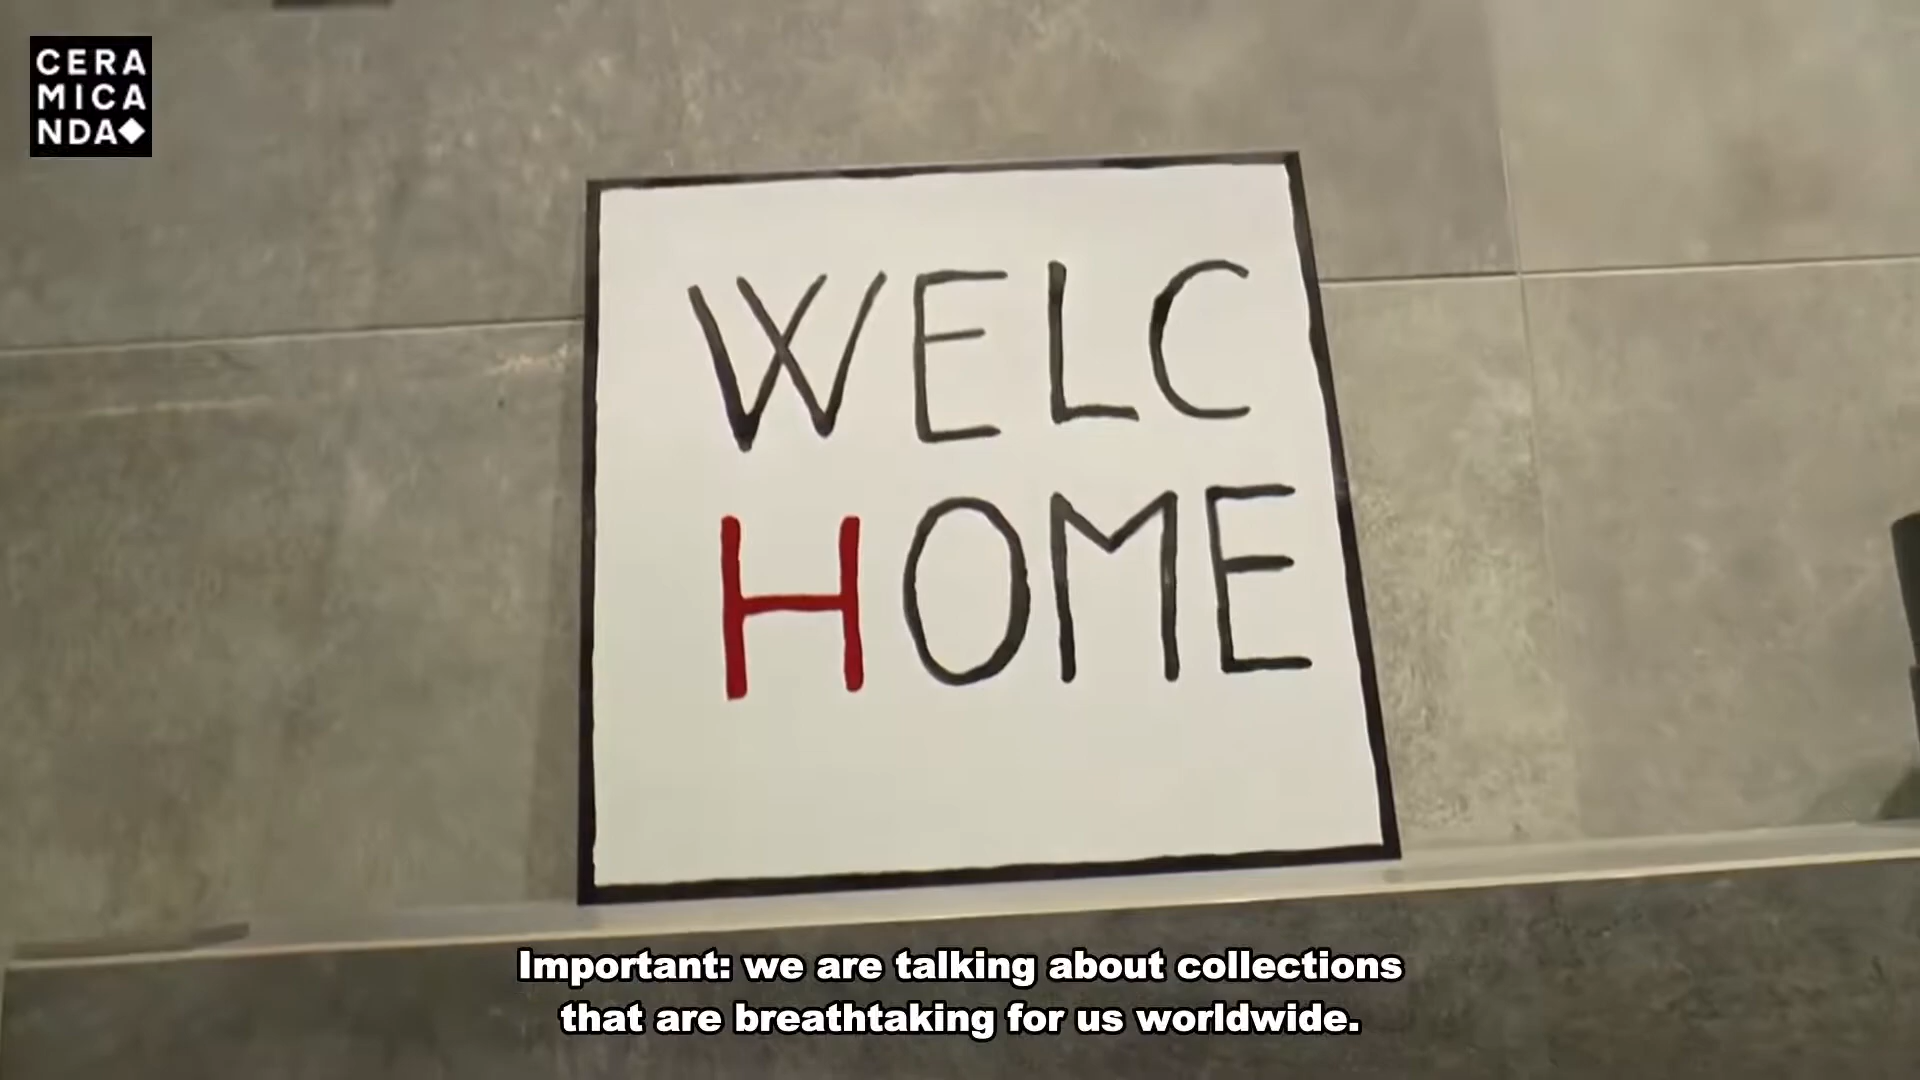 CERA
MICA
NDA
WELC
HOME
Important: we are talking about collections
that are breathtaking for us worldwide.